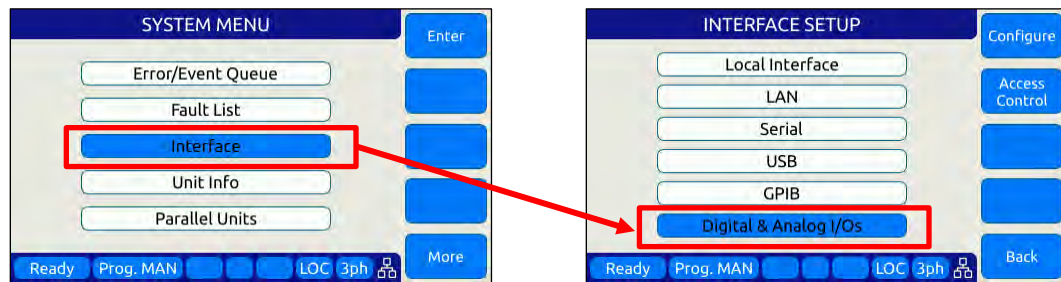 SYSTEM MENU
Enter
Error/Event Queue
Fault List
Interface
Unit Info
Parallel Units
More
Ready Prog. MAN LOC 3ph
INTERFACE SETUP
Configure
Local Interface
LAN
Access
Control
Serial
USB
GPIB
Digital & Analog I/Os
Back
Ready Prog. MAN LOC 3ph